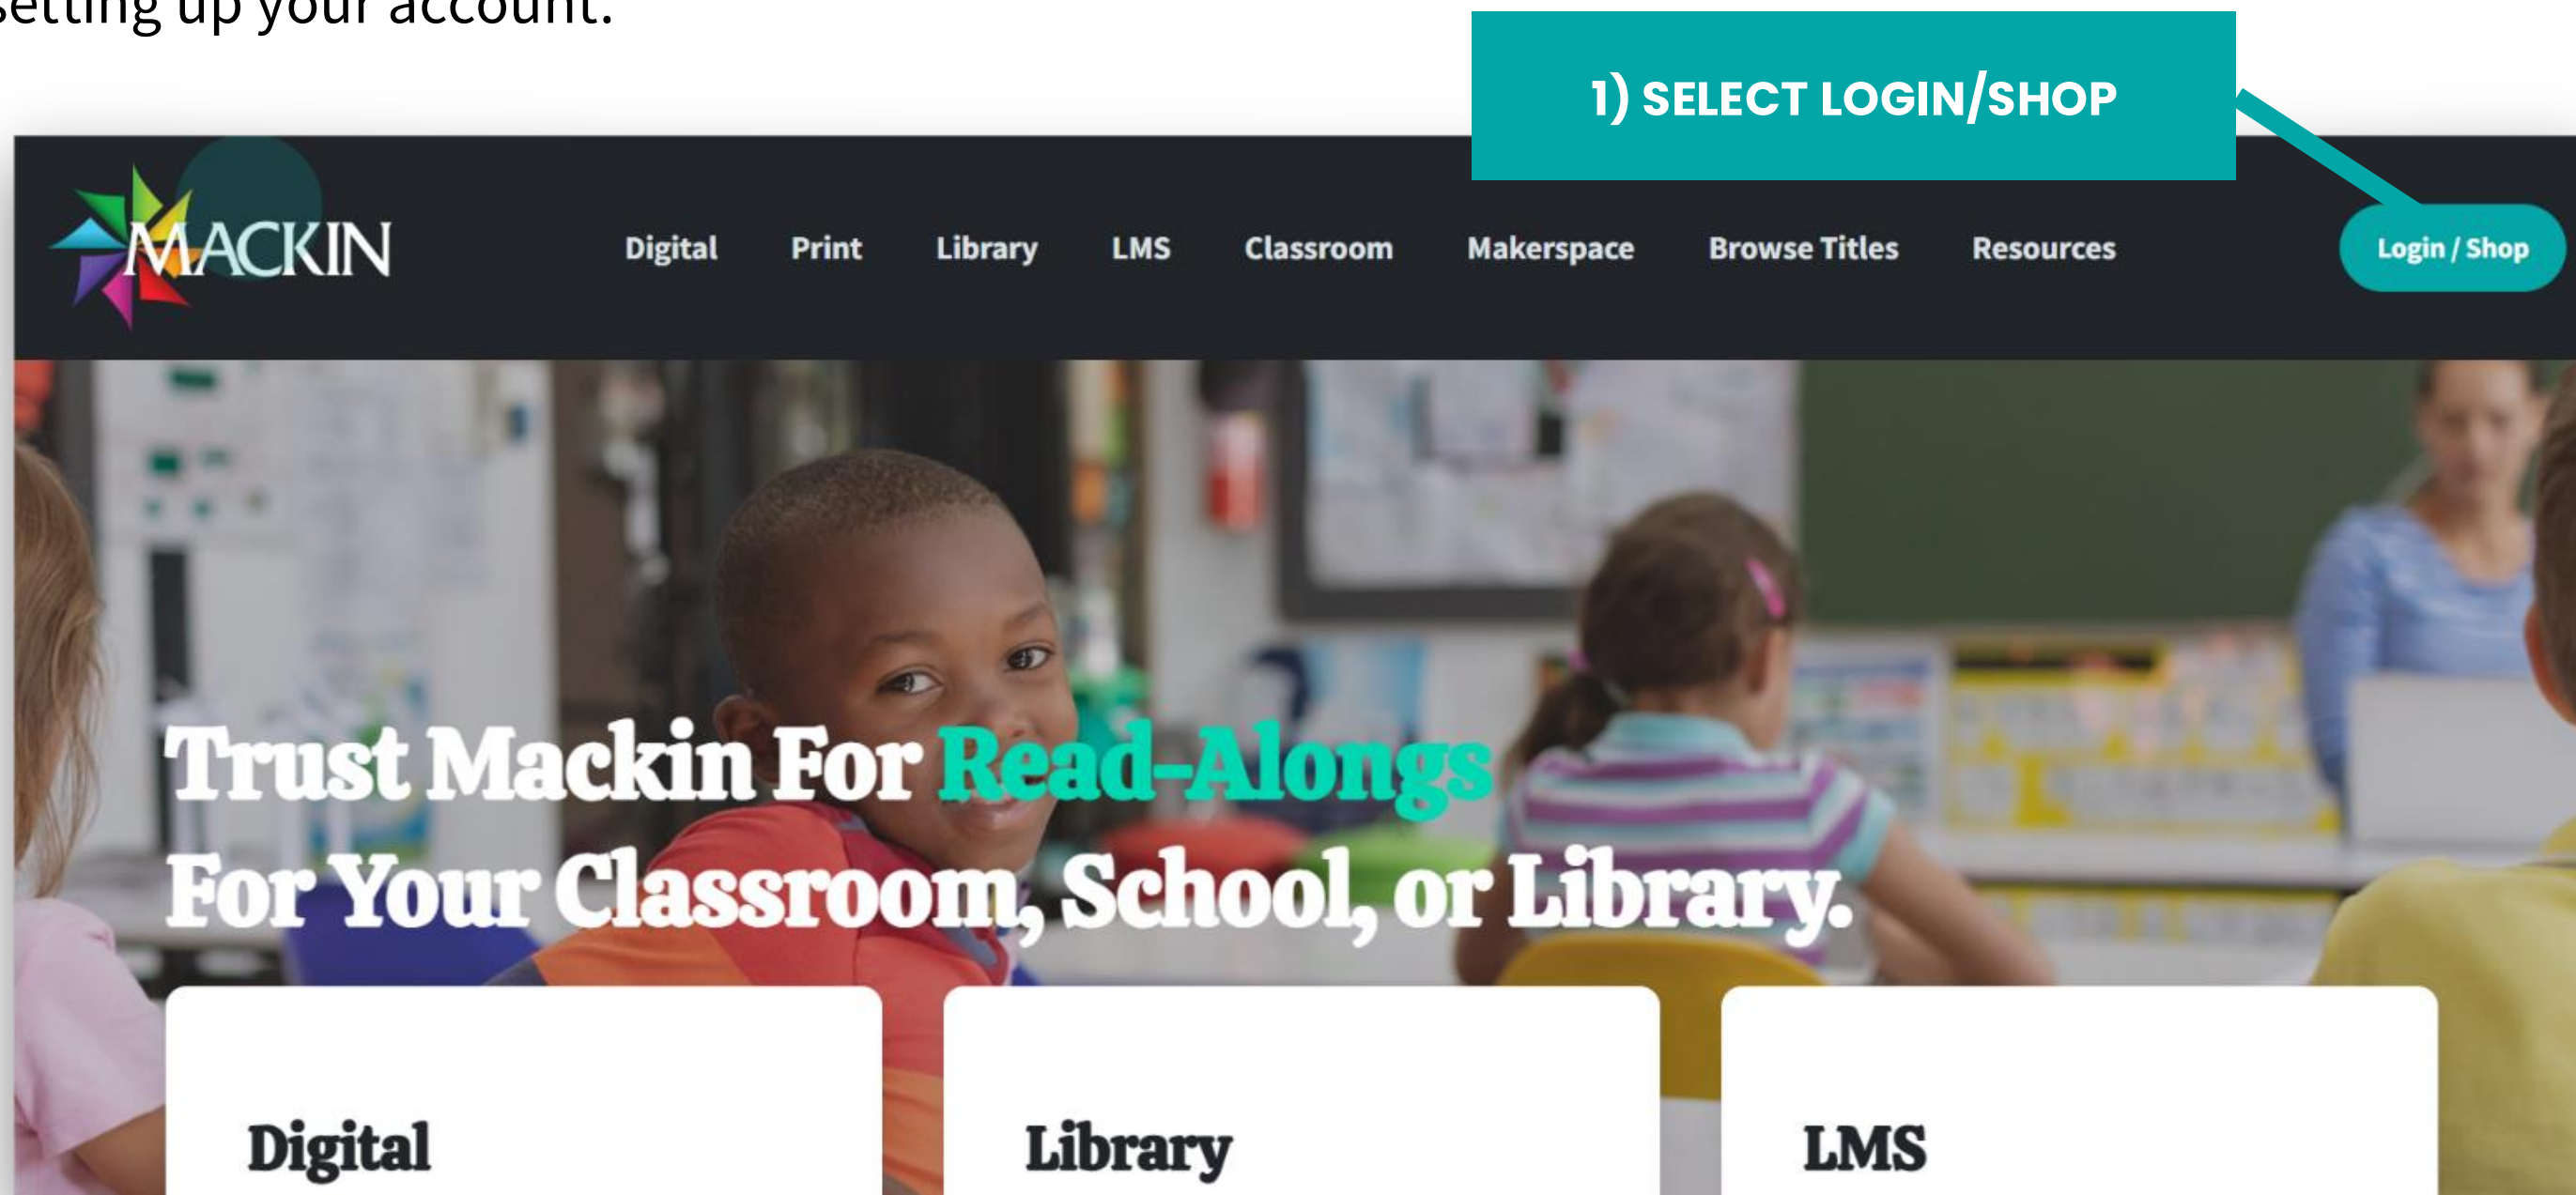 setting up your account.
1) SELECT LOGIN/SHOP
MACKIN
Digital Print Library LMS Classroom Makerspace Browse Titles Resources Login / Shop
Trust Mackin For Read-Alongs
For Your Classroom, School, or Library.
Digital Library LMS